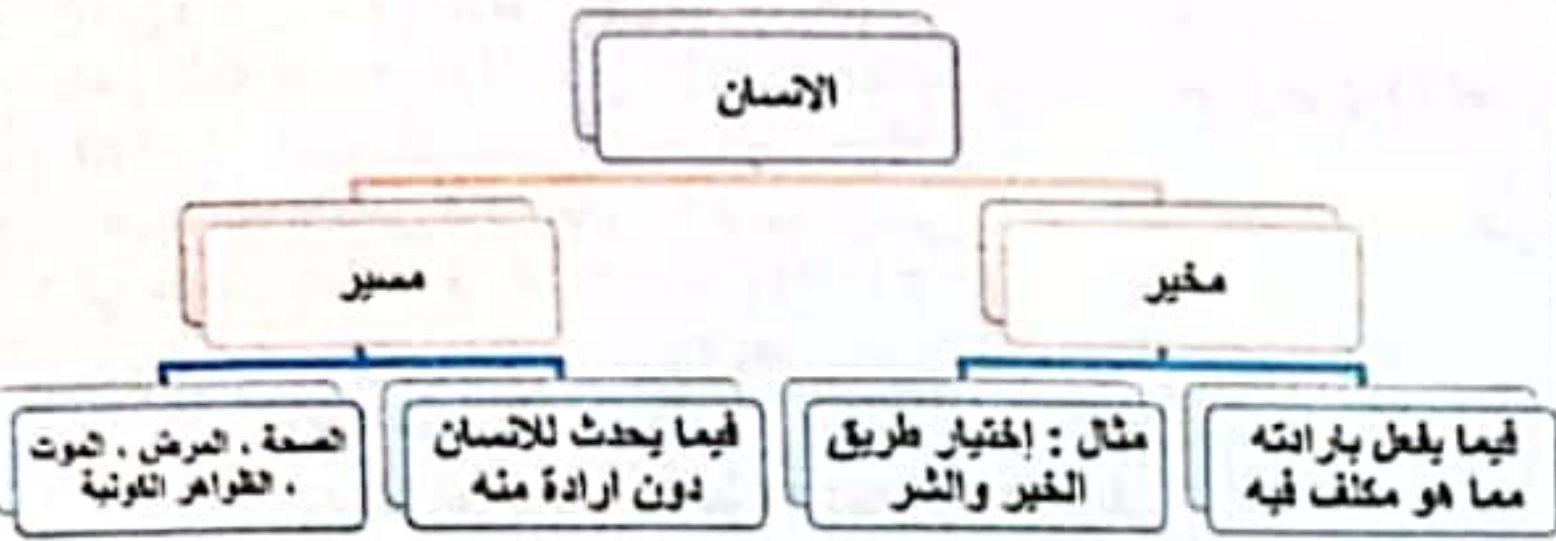 الانسان
مخير
مسير
فيما يفعل بارادته
مما هو مكلف فيه
مثال : إختيار طريق
الخير والشر
فيما يحدث للانسان
دون ارادة منه
الصحة ، المرض ، الموت
، الظواهر الكونية